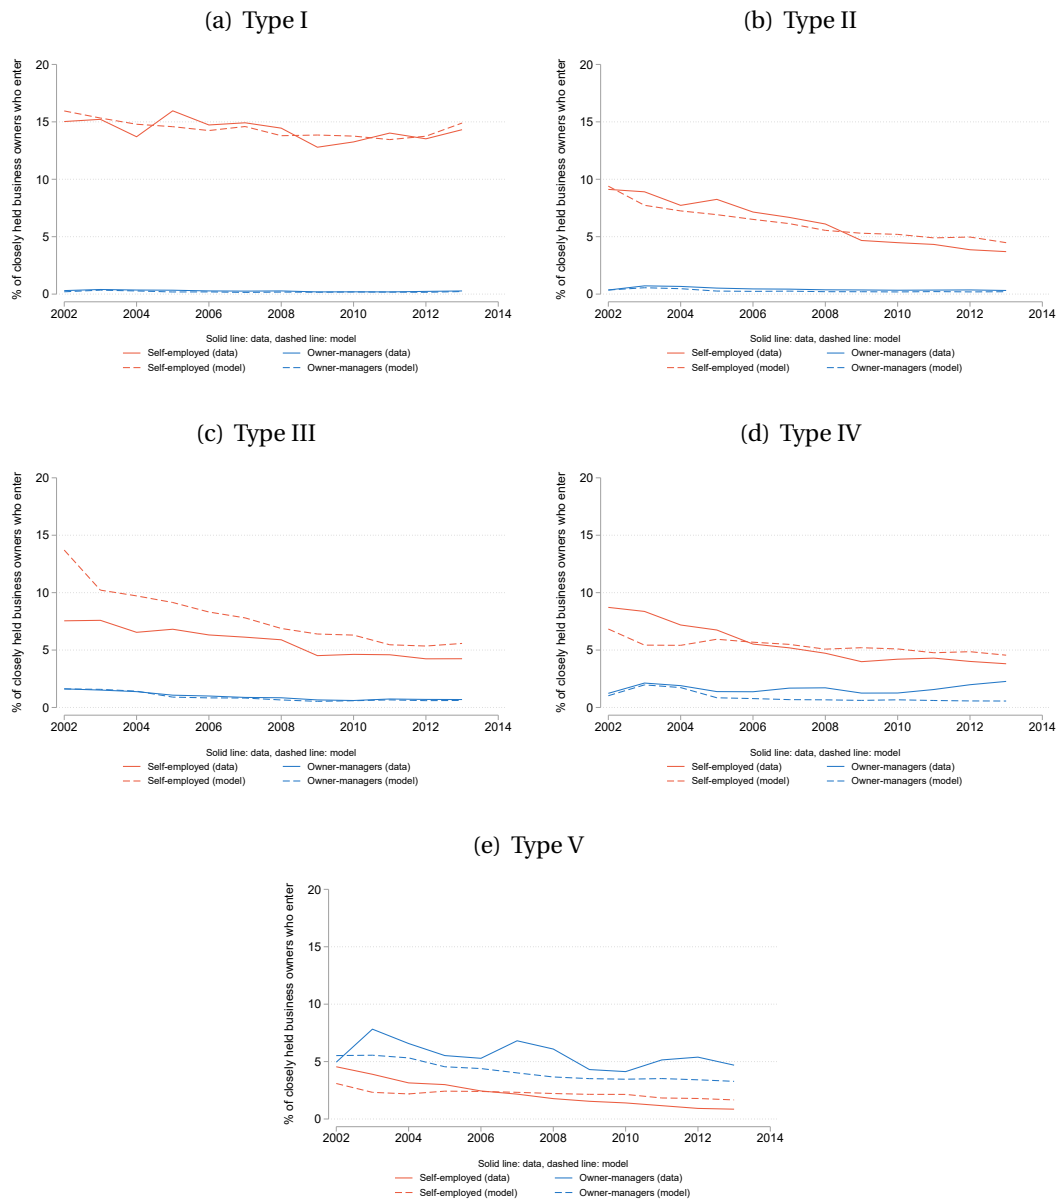 (a) Type I
% of closely held business owners who enter
20
15
10
5
0
2002 2004 2006 2008 2010 2012 2014
Solid line: data, dashed line: model
Self-employed (data) Owner-managers (data)
Self-employed (model) Owner-managers (model)
(b) Type II
% of closely held business owners who enter
20
15
10
5
0
2002 2004 2006 2008 2010 2012 2014
Solid line: data, dashed line: model
Self-employed (data) Owner-managers (data)
Self-employed (model) Owner-managers (model)
(c) Type III
% of closely held business owners who enter
20
15
10
5
0
2002 2004 2006 2008 2010 2012 2014
Solid line: data, dashed line: model
Self-employed (data) Owner-managers (data)
Self-employed (model) Owner-managers (model)
(d) Type IV
% of closely held business owners who enter
20
15
10
5
0
2002 2004 2006 2008 2010 2012 2014
Solid line: data, dashed line: model
Self-employed (data) Owner-managers (data)
Self-employed (model) Owner-managers (model)
(e) Type V
% of closely held business owners who enter
20
15
10
5
0
2002 2004 2006 2008 2010 2012 2014
Solid line: data, dashed line: model
Self-employed (data) Owner-managers (data)
Self-employed (model) Owner-managers (model)